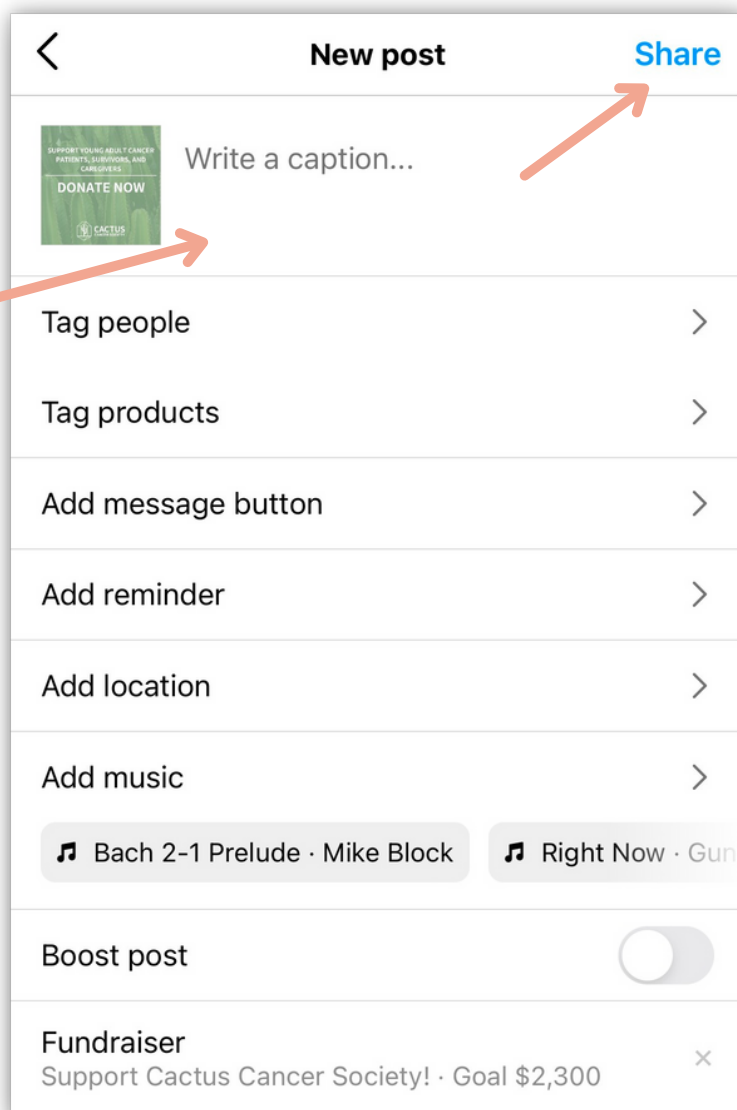 New post
Share
SUPPORT YOUNG ADULT CANCER
PATIENTS, SURVIVORS, AND
CAREGIVERS
DONATE NOW
CACTUS
Write a caption...
Tag people
Tag products
Add message button
Add reminder
Add location
Add music
Bach 2-1 Prelude · Mike Block
Right Now · Gun
Boost post
Fundraiser
Support Cactus Cancer Society! · Goal $2,300